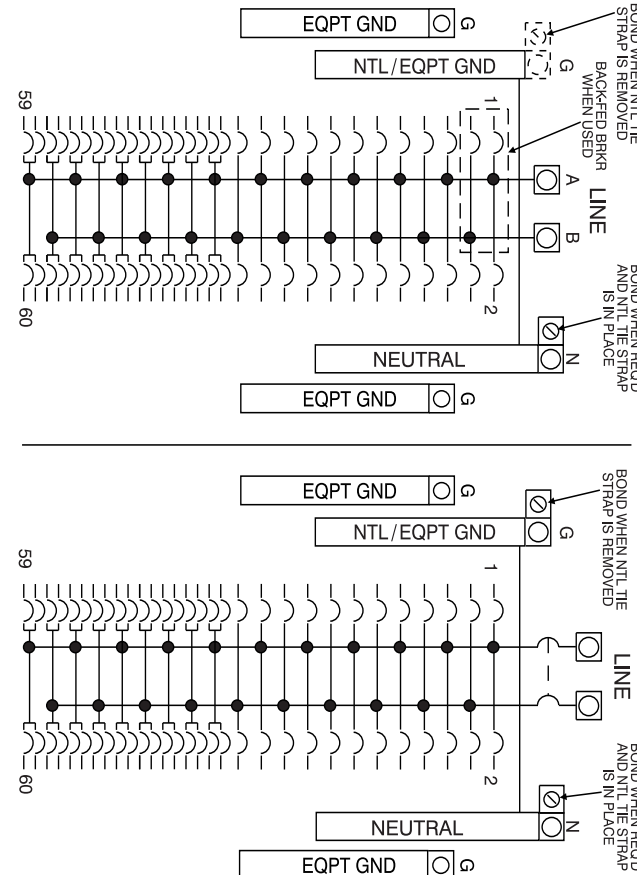 EQPT GND
G
NTL/EQPT GND
G
BOND WHEN NTL TIE
STRAP IS REMOVED
BACK-FED BRKR
WHEN USED
59
1
A
LINE
B
60
2
BOND WHEN REQ'D
AND NTL TIE STRAP
IS IN PLACE
NEUTRAL
N
EQPT GND
G
EQPT GND
G
NTL/EQPT GND
G
BOND WHEN NTL TIE
STRAP IS REMOVED
59
1
LINE
60
2
BOND WHEN REQ'D
AND NTL TIE STRAP
IS IN PLACE
NEUTRAL
N
EQPT GND
G